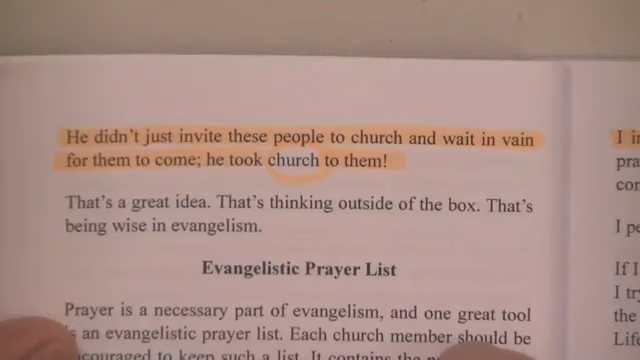 He didn't just invite these people to church and wait in vain
for them to come; he took church to them!
That's a great idea. That's thinking outside of the box. That's
being wise in evangelism.
Evangelistic Prayer List
Prayer is a necessary part of evangelism, and one great tool
is an evangelistic prayer list. Each church member should be
encouraged to keep such a list. It contains the
I
pra
con
I pe
If I
I try
the
Life